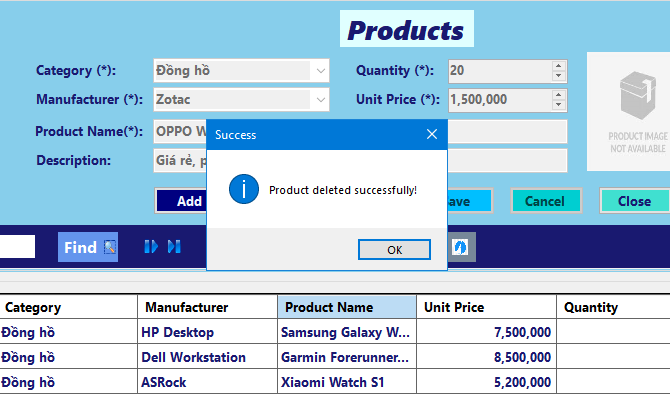 Products
Category (*):
Đồng hồ
Quantity (*):
20
Manufacturer (*):
Zotac
Unit Price (*):
1,500,000
Product Name(*):
OPPO W
Description:
Giá rẻ, p
PRODUCT IMAGE
NOT AVAILABLE
Success
Product deleted successfully!
OK
Add
Cancel
Close
Find
Category Manufacturer Product Name Unit Price Quantity
Đồng hồ HP Desktop Samsung Galaxy W... 7,500,000
Đồng hồ Dell Workstation Garmin Forerunner... 8,500,000
Đồng hồ ASRock Xiaomi Watch S1 5,200,000